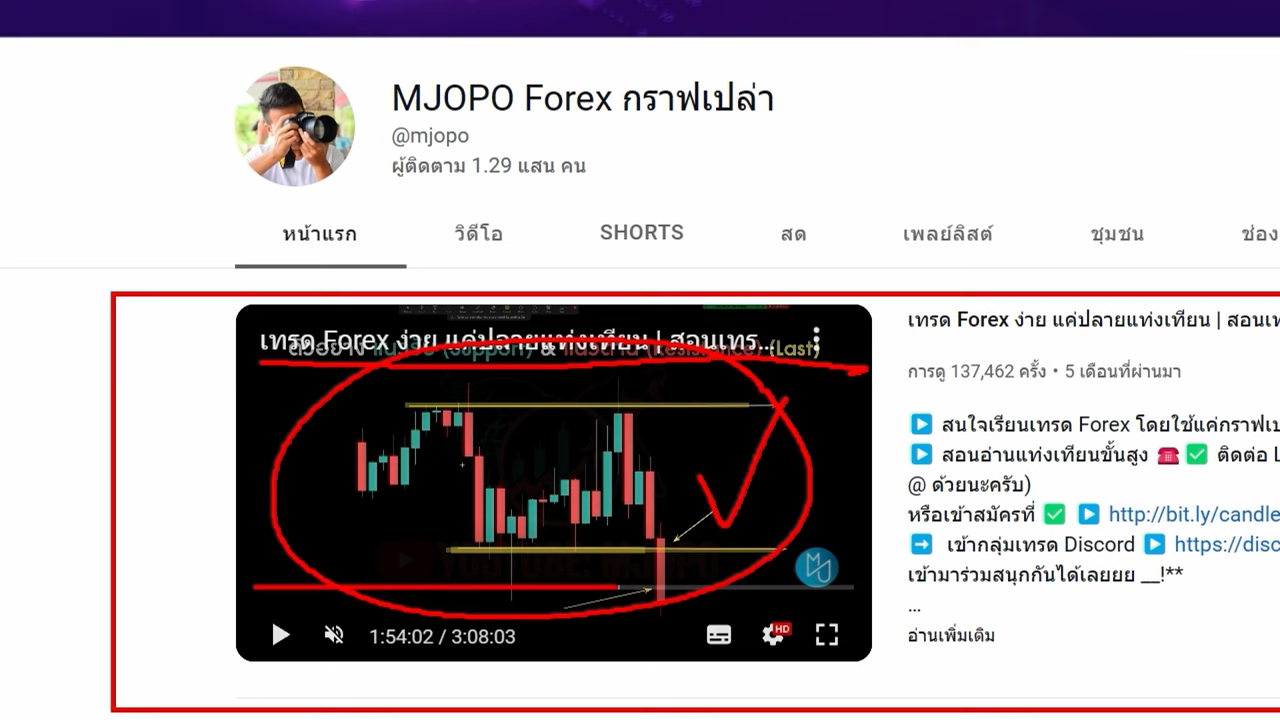 MJOPO Forex กราฟเปล่า
@mjopo
ผู้ติดตาม 1.29 แสน คน
หน้าแรก วิดีโอ SHORTS สด เพลย์ลิสต์ ชุมชน ช่อง
เทรด Forex ง่าย แค่ปลายแท่งเทียน | สอนเทร...
(Support) & (Resistance) (Last)
YOUTUBE: MJOPO
1:54:02 / 3:08:03
HD
เทรด Forex ง่าย แค่ปลายแท่งเทียน | สอนเท
การดู 137,462 ครั้ง • 5 เดือนที่ผ่านมา
สนใจเรียนเทรด Forex โดยใช้แค่กราฟเป
สอนอ่านแท่งเทียนขั้นสูง ☎️ ✅ ติดต่อ L
@ ด้วยนะครับ)
หรือเข้าสมัครที่ ✅ ▶️ http://bit.ly/candle
➡️ เข้ากลุ่มเทรด Discord ▶️ https://disc
เข้ามาร่วมสนุกกันได้เลยยย __!**
...
อ่านเพิ่มเติม